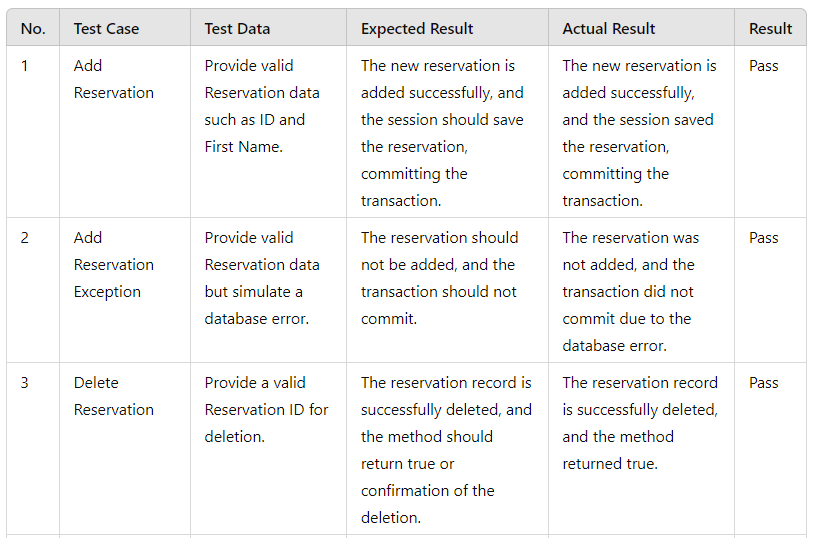 No. Test Case Test Data Expected Result Actual Result Result
1 Add Provide valid The new reservation is The new reservation is Pass
Reservation Reservation data added successfully, and added successfully,
such as ID and the session should save and the session saved
First Name. the reservation, the reservation,
committing the committing the
transaction. transaction.
2 Add Provide valid The reservation should The reservation was Pass
Reservation Reservation data not be added, and the not added, and the
Exception but simulate a transaction should not transaction did not
database error. commit. commit due to the
database error.
3 Delete Provide a valid The reservation record is The reservation record Pass
Reservation Reservation ID for successfully deleted, and is successfully deleted,
deletion. the method should and the method
return true or returned true.
confirmation of the
deletion.